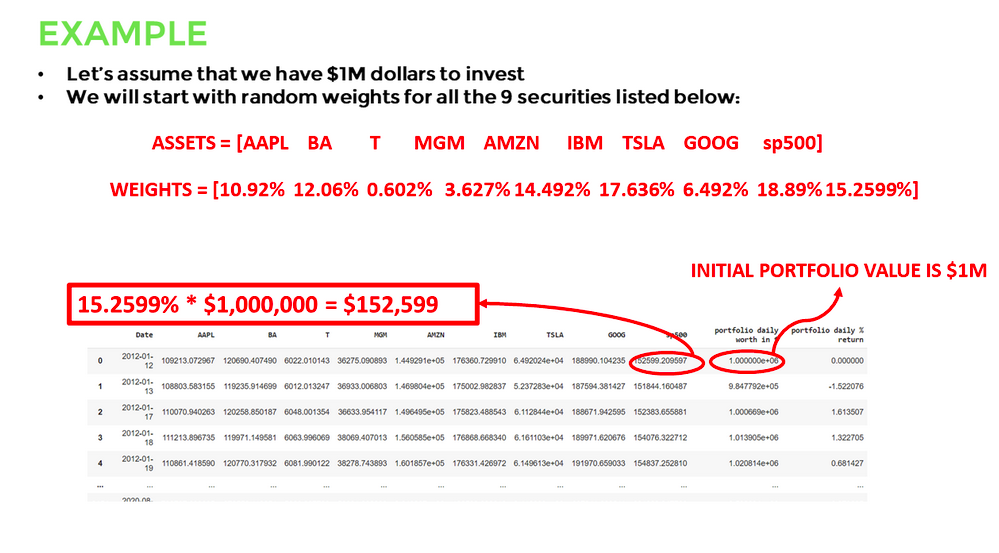 EXAMPLE
• Let's assume that we have $1M dollars to invest
• We will start with random weights for all the 9 securities listed below:
ASSETS = [AAPL BA T MGM AMZN IBM TSLA GOOG sp500]
WEIGHTS = [10.92% 12.06% 0.602% 3.627% 14.492% 17.636% 6.492% 18.89% 15.2599%]
INITIAL PORTFOLIO VALUE IS $1M
15.2599% * $1,000,000 = $152,599
Date AAPL BA T MGM AMZN IBM TSLA GOOG sp500 portfolio daily worth in $ portfolio daily % return
0 2012-01-12 109213.072967 120690.407490 6022.010143 36275.090893 1.449291e+05 176360.729910 6.492024e+04 188990.104235 152599.209597 1.000000e+06 0.000000
1 2012-01-13 108803.583155 119235.914699 6012.013247 36933.006803 1.469804e+05 175002.982837 5.237283e+04 187594.381427 151844.160487 9.847792e+05 -1.522076
2 2012-01-17 110070.940263 120258.850187 6048.001354 36633.954117 1.496495e+05 175823.488543 6.112844e+04 188671.942595 152383.655881 1.000669e+06 1.613507
3 2012-01-18 111213.896735 119971.149581 6063.996069 38069.407013 1.560585e+05 176868.668340 6.161103e+04 189971.620676 154076.322712 1.013905e+06 1.322705
4 2012-01-19 110861.418590 120770.317932 6081.990122 38278.743893 1.601857e+05 176331.426972 6.149613e+04 191970.659033 154837.252810 1.020814e+06 0.681427
... ... ... ... ... ... ... ... ... ... ... ...
2020-08-